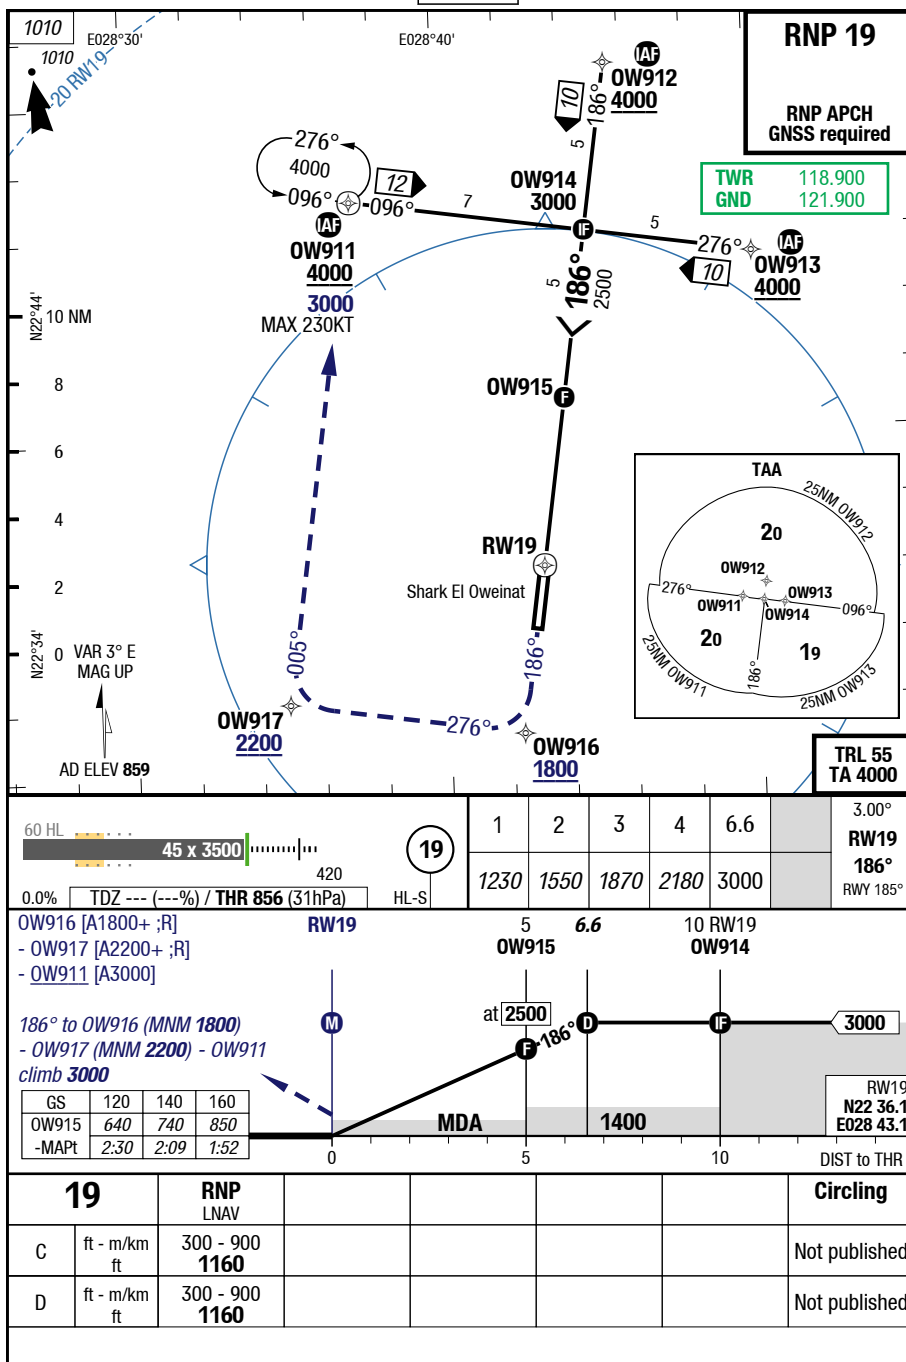 1010
1010
E028°30'
E028°40'
20 RW19
RNP 19
RNP APCH
GNSS required
IAF
OW912
4000
10
186°
5
TWR 118.900
GND 121.900
276°
4000
096°
096°
12
7
OW914
3000
IF
5
276°
IAF
OW913
4000
10
IAF
OW911
4000
3000
MAX 230KT
5
186°
2500
N22°44'
10 NM
8
6
4
2
0
N22°34'
OW915
F
RW19
Shark El Oweinat
TAA
25NM OW912
20
OW912
276°
OW911
OW913
OW914
096°
20
19
186°
25NM OW911
25NM OW913
005°
186°
276°
VAR 3° E
MAG UP
AD ELEV 859
OW917
2200
OW916
1800
TRL 55
TA 4000
60 HL
45 x 3500
420
19
0.0%
TDZ --- (---%) / THR 856 (31hPa)
HL-S
1 2 3 4 6.6
1230 1550 1870 2180 3000
3.00°
RW19
186°
RWY 185°
OW916 [A1800+ ;R]
- OW917 [A2200+ ;R]
- OW911 [A3000]
RW19
5
OW915
6.6
10 RW19
OW914
186° to OW916 (MNM 1800)
- OW917 (MNM 2200) - OW911
climb 3000
M
at 2500
F
186°
D
IF
3000
GS 120 140 160
OW915 640 740 850
-MAPt 2:30 2:09 1:52
MDA
1400
RW19
N22 36.1
E028 43.1
0
5
10
DIST to THR
19
RNP
LNAV
Circling
C
ft - m/km
ft
300 - 900
1160
Not published
D
ft - m/km
ft
300 - 900
1160
Not published